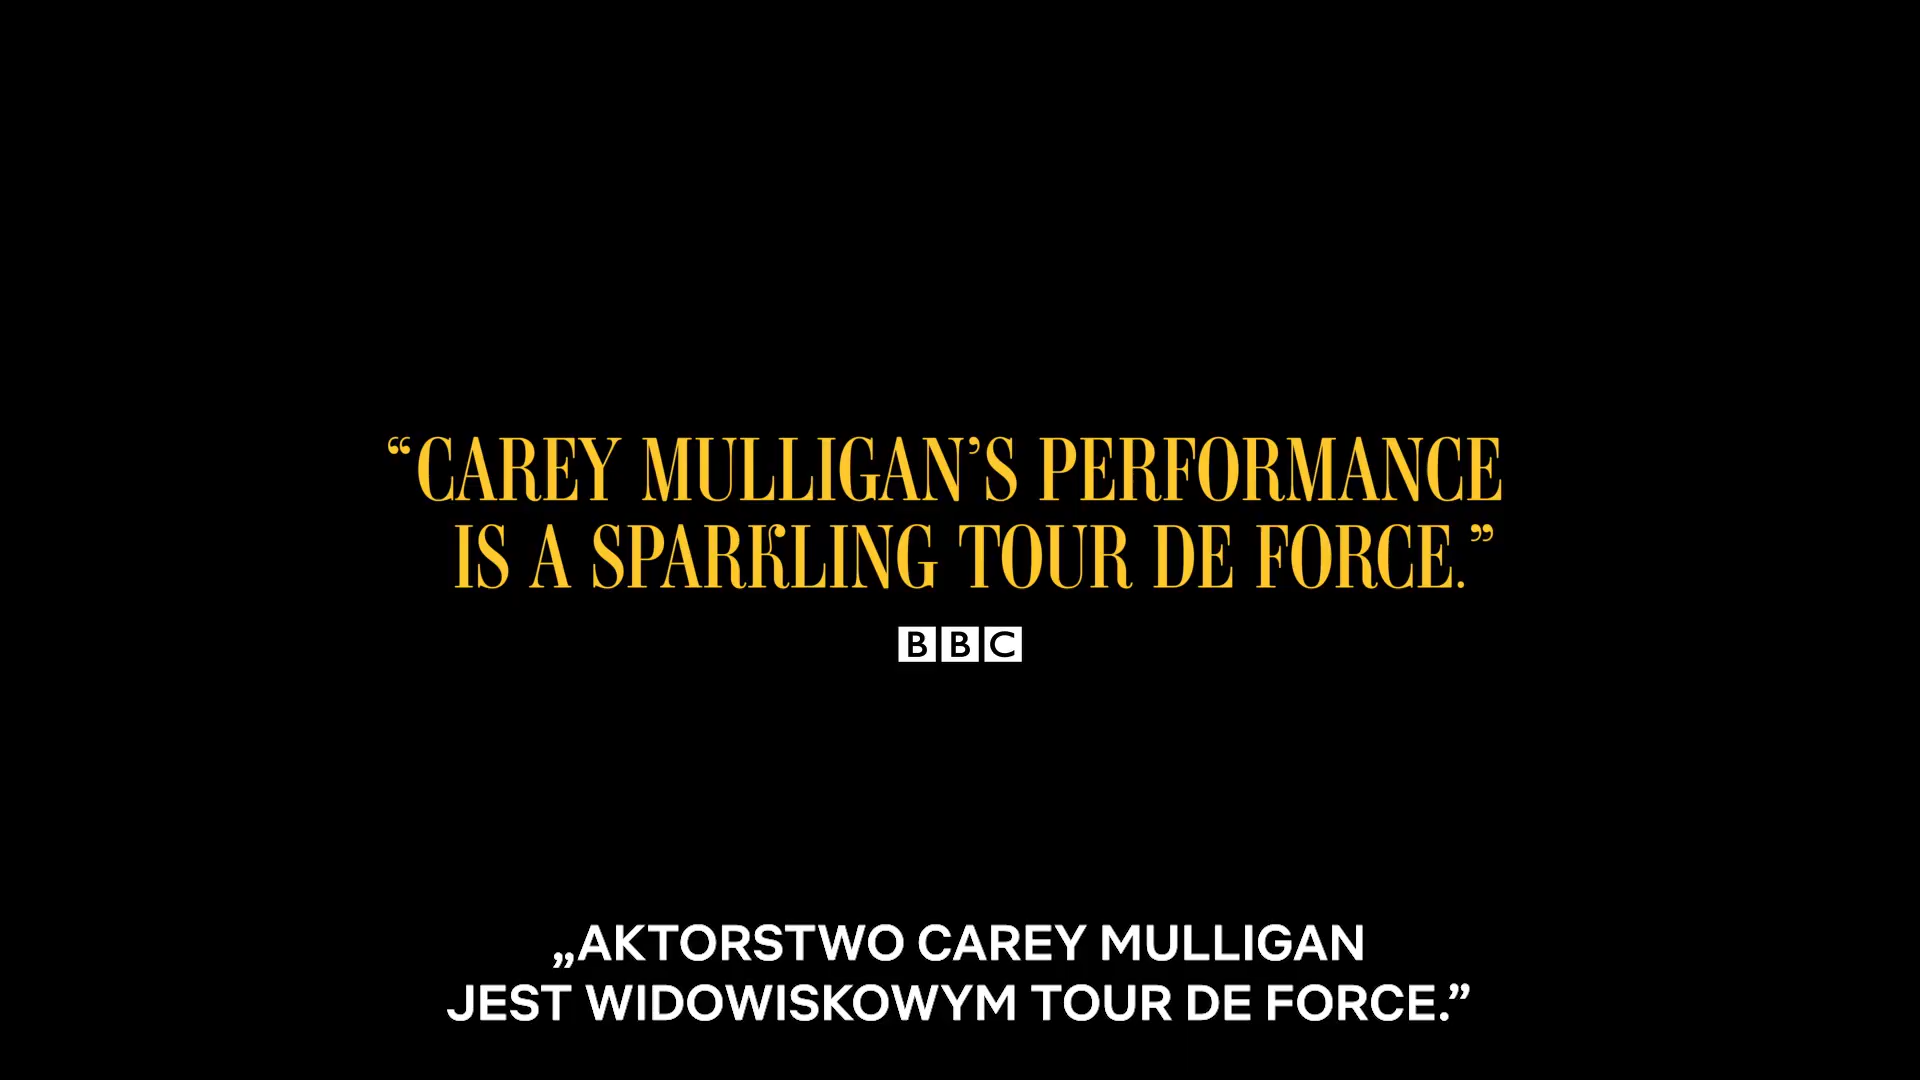 “CAREY MULLIGAN’S PERFORMANCE
IS A SPARKLING TOUR DE FORCE.”
BBC
„AKTORSTWO CAREY MULLIGAN
JEST WIDOWISKOWYM TOUR DE FORCE.”